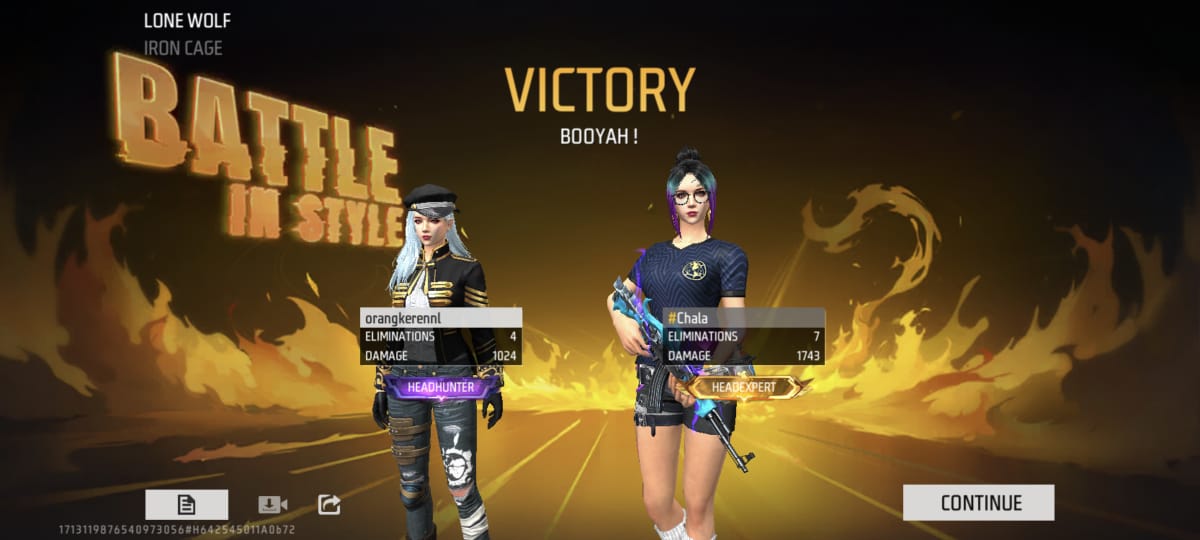 LONE WOLF
IRON CAGE
BATTLE
IN STYLE
VICTORY
BOOYAH !
orangkerennl
ELIMINATIONS 4
DAMAGE 1024
HEADHUNTER
#Chala
ELIMINATIONS 7
DAMAGE 1743
HEADEXPERT
CONTINUE
1713119876540973056#H642545011A0b72